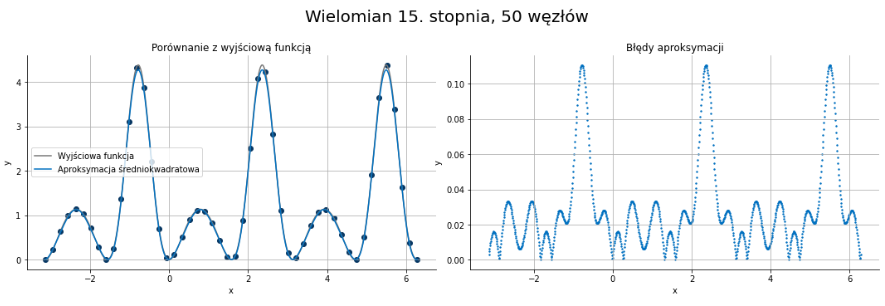 Wielomian 15. stopnia, 50 węzłów
Porównanie z wyjściową funkcją
y
4
3
2
1
0
Wyjściowa funkcja
Aproksymacja średniokwadratowa
−2 0 2 4 6
x
Błędy aproksymacji
y
0.10
0.08
0.06
0.04
0.02
0.00
−2 0 2 4 6
x